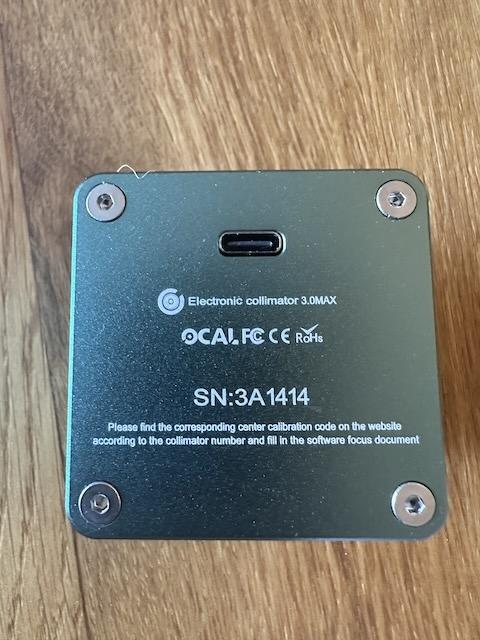 Electronic collimator 3.0MAX
OCAL FC CE RoHs
SN:3A1414
Please find the corresponding center calibration code on the website
according to the collimator number and fill in the software focus document